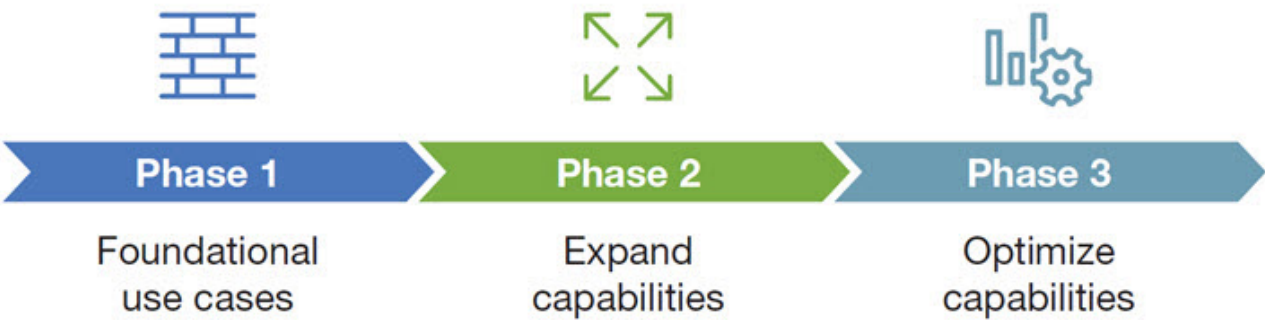 Phase 1
Phase 2
Phase 3
Foundational
use cases
Expand
capabilities
Optimize
capabilities